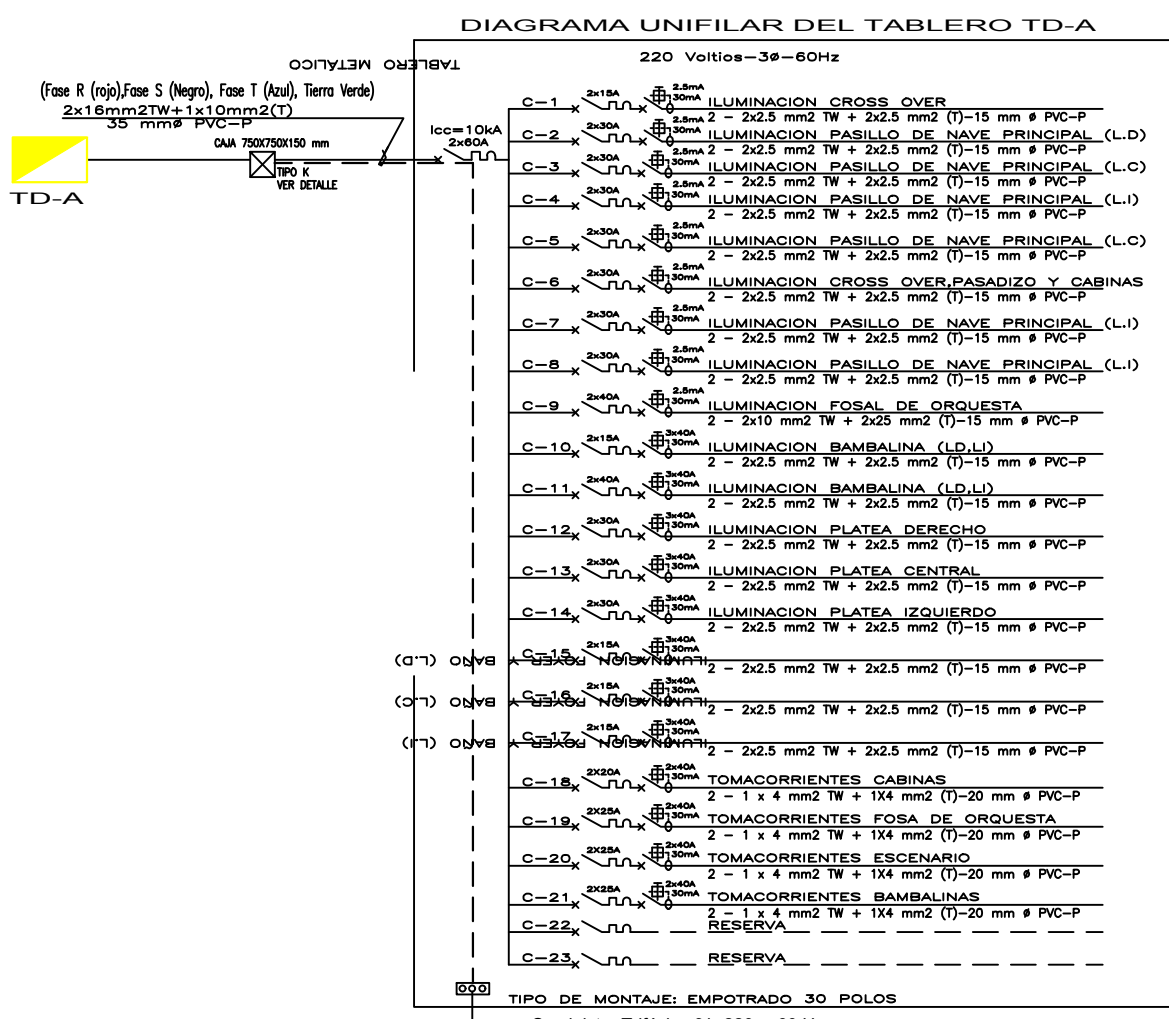 DIAGRAMA UNIFILAR DEL TABLERO TD-A
TABLERO METALICO
220 Voltios-3ø-60Hz
(Fase R (rojo),Fase S (Negro), Fase T (Azul), Tierra Verde)
2x16mm2TW+1x10mm2(T)
35 mmø PVC-P
CAJA 750X750X150 mm
TIPO K
VER DETALLE
TD-A
Icc=10kA
2x60A
C-1 2x15A 2.5mA 30mA ILUMINACION CROSS OVER
2 - 2x2.5 mm2 TW + 2x2.5 mm2 (T)-15 mm ø PVC-P
C-2 2x30A 2.5mA 30mA ILUMINACION PASILLO DE NAVE PRINCIPAL (L.D)
2 - 2x2.5 mm2 TW + 2x2.5 mm2 (T)-15 mm ø PVC-P
C-3 2x30A 2.5mA 30mA ILUMINACION PASILLO DE NAVE PRINCIPAL (L.C)
2 - 2x2.5 mm2 TW + 2x2.5 mm2 (T)-15 mm ø PVC-P
C-4 2x30A 2.5mA 30mA ILUMINACION PASILLO DE NAVE PRINCIPAL (L.I)
2 - 2x2.5 mm2 TW + 2x2.5 mm2 (T)-15 mm ø PVC-P
C-5 2x30A 2.5mA 30mA ILUMINACION PASILLO DE NAVE PRINCIPAL (L.C)
2 - 2x2.5 mm2 TW + 2x2.5 mm2 (T)-15 mm ø PVC-P
C-6 2x30A 2.5mA 30mA ILUMINACION CROSS OVER,PASADIZO Y CABINAS
2 - 2x2.5 mm2 TW + 2x2.5 mm2 (T)-15 mm ø PVC-P
C-7 2x30A 2.5mA 30mA ILUMINACION PASILLO DE NAVE PRINCIPAL (L.I)
2 - 2x2.5 mm2 TW + 2x2.5 mm2 (T)-15 mm ø PVC-P
C-8 2x30A 2.5mA 30mA ILUMINACION PASILLO DE NAVE PRINCIPAL (L.I)
2 - 2x2.5 mm2 TW + 2x2.5 mm2 (T)-15 mm ø PVC-P
C-9 2x40A 2.5mA 30mA ILUMINACION FOSAL DE ORQUESTA
2 - 2x10 mm2 TW + 2x25 mm2 (T)-15 mm ø PVC-P
C-10 2x15A 3x40A 30mA ILUMINACION BAMBALINA (LD,LI)
2 - 2x2.5 mm2 TW + 2x2.5 mm2 (T)-15 mm ø PVC-P
C-11 2x40A 3x40A 30mA ILUMINACION BAMBALINA (LD,LI)
2 - 2x2.5 mm2 TW + 2x2.5 mm2 (T)-15 mm ø PVC-P
C-12 2x30A 3x40A 30mA ILUMINACION PLATEA DERECHO
2 - 2x2.5 mm2 TW + 2x2.5 mm2 (T)-15 mm ø PVC-P
C-13 2x30A 3x40A 30mA ILUMINACION PLATEA CENTRAL
2 - 2x2.5 mm2 TW + 2x2.5 mm2 (T)-15 mm ø PVC-P
C-14 2x30A 3x40A 30mA ILUMINACION PLATEA IZQUIERDO
2 - 2x2.5 mm2 TW + 2x2.5 mm2 (T)-15 mm ø PVC-P
C-15 2x15A 3x40A 30mA ILUMINACION FOYER Y BAÑO (L.D)
2 - 2x2.5 mm2 TW + 2x2.5 mm2 (T)-15 mm ø PVC-P
C-16 2x15A 3x40A 30mA ILUMINACION FOYER Y BAÑO (L.C)
2 - 2x2.5 mm2 TW + 2x2.5 mm2 (T)-15 mm ø PVC-P
C-17 2x15A 3x40A 30mA ILUMINACION FOYER Y BAÑO (L.I)
2 - 2x2.5 mm2 TW + 2x2.5 mm2 (T)-15 mm ø PVC-P
C-18 2X20A 2x40A 30mA TOMACORRIENTES CABINAS
2 - 1 x 4 mm2 TW + 1X4 mm2 (T)-20 mm ø PVC-P
C-19 2X25A 2x40A 30mA TOMACORRIENTES FOSA DE ORQUESTA
2 - 1 x 4 mm2 TW + 1X4 mm2 (T)-20 mm ø PVC-P
C-20 2X25A 2x40A 30mA TOMACORRIENTES ESCENARIO
2 - 1 x 4 mm2 TW + 1X4 mm2 (T)-20 mm ø PVC-P
C-21 2X25A 2x40A 30mA TOMACORRIENTES BAMBALINAS
2 - 1 x 4 mm2 TW + 1X4 mm2 (T)-20 mm ø PVC-P
C-22 RESERVA
C-23 RESERVA
TIPO DE MONTAJE: EMPOTRADO 30 POLOS